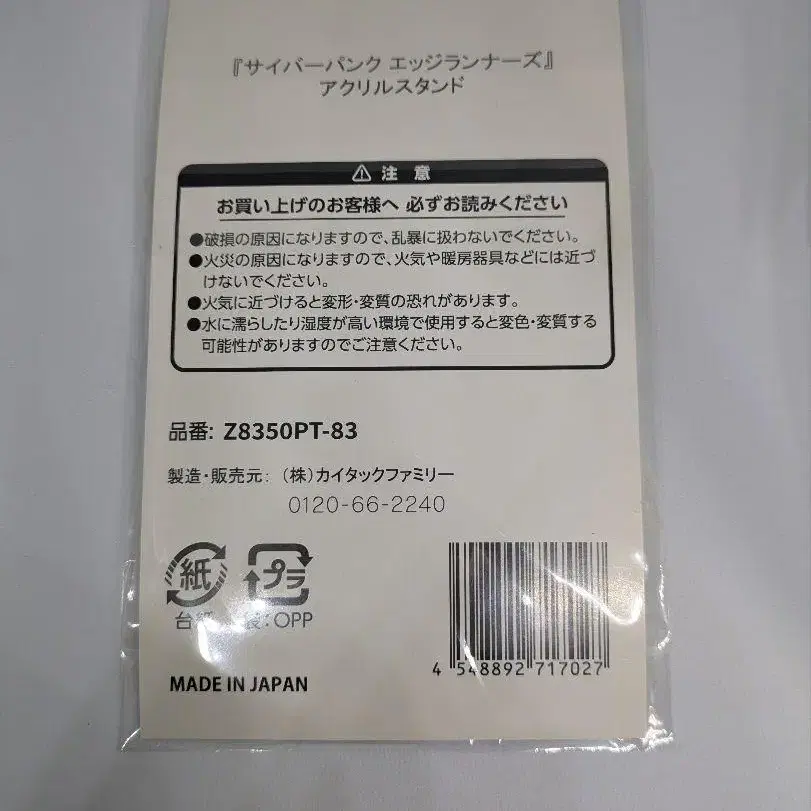 『サイバーパンク エッジランナーズ』
アクリルスタンド
注 意
お買い上げのお客様へ 必ずお読みください
●破損の原因になりますので、乱暴に扱わないでください。
●火災の原因になりますので、火気や暖房器具などには近づ
けないでください。
●火気に近づけると変形・変質の恐れがあります。
●水に濡らしたり湿度が高い環境で使用すると変色・変質する
可能性がありますのでご注意ください。
品番: Z8350PT-83
製造・販売元: (株)カイタックファミリー
0120-66-2240
紙 プラ
台紙 袋:OPP
4 548892 717027
MADE IN JAPAN